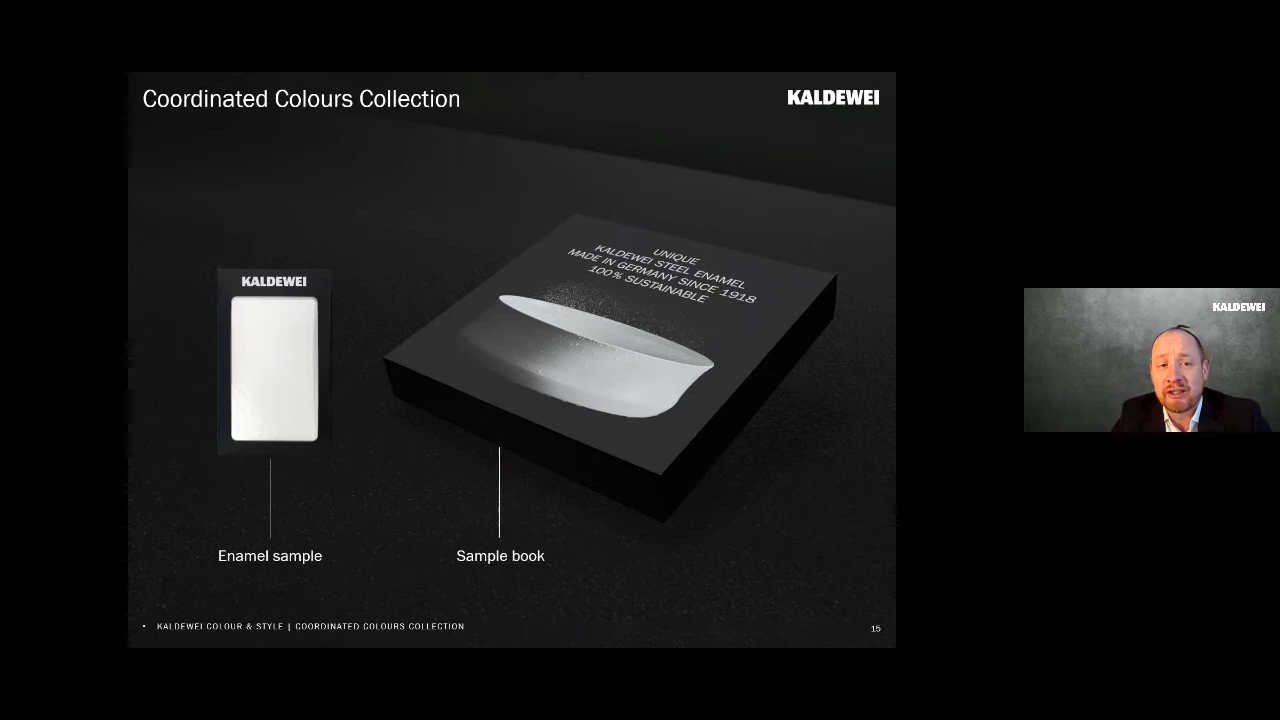 Coordinated Colours Collection
KALDEWEI
UNIQUE
KALDEWEI STEEL ENAMEL
MADE IN GERMANY SINCE 1918
100% SUSTAINABLE
KALDEWEI
KALDEWEI
Enamel sample
Sample book
• KALDEWEI COLOUR & STYLE | COORDINATED COLOURS COLLECTION
15